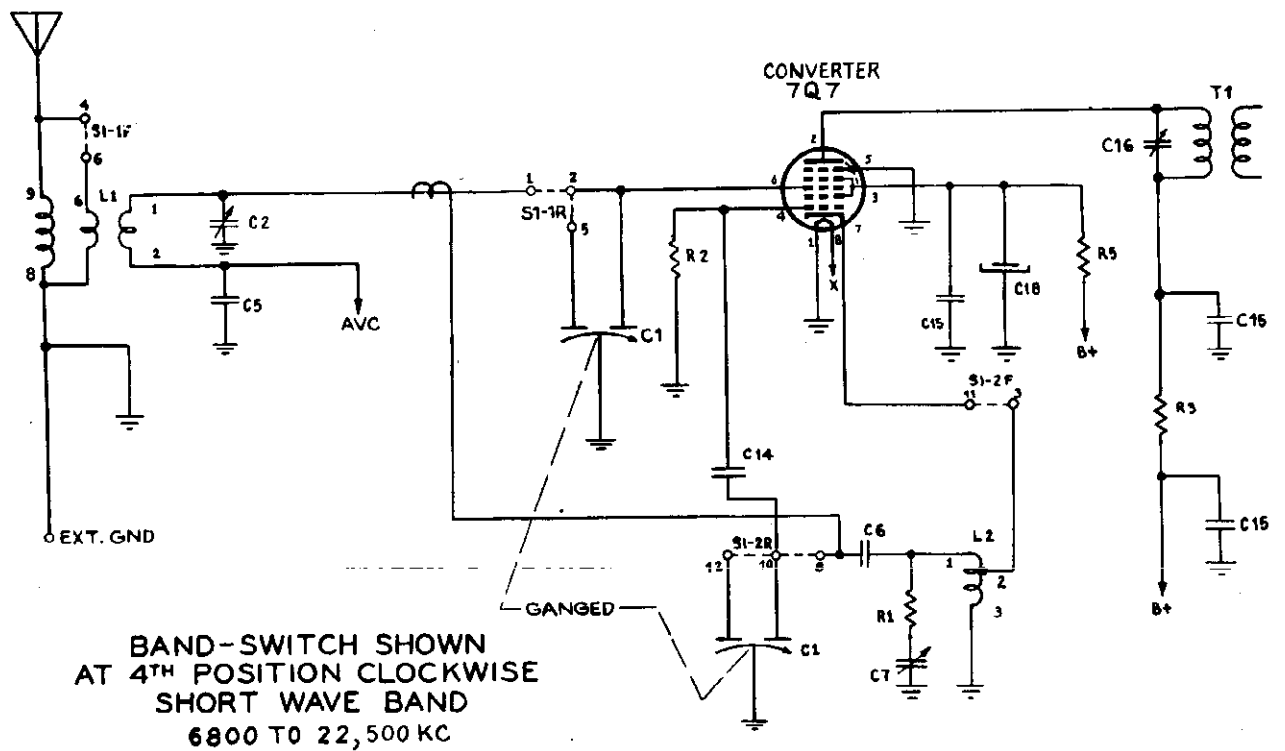 CONVERTER
7Q7
T1
4
S1-1F
6
9
6
L1
1
2
8
C2
C5
AVC
EXT. GND
1
2
S1-1R
5
C1
R2
2
5
6
3
4
7
1
8
X
C16
R5
C15
C18
B+
C15
R3
C15
B+
11
S1-2F
3
C14
S1-2R
12
10
9
C6
L2
1
2
3
R1
C7
C1
GANGED
BAND-SWITCH SHOWN
AT 4TH POSITION CLOCKWISE
SHORT WAVE BAND
6800 TO 22,500 KC